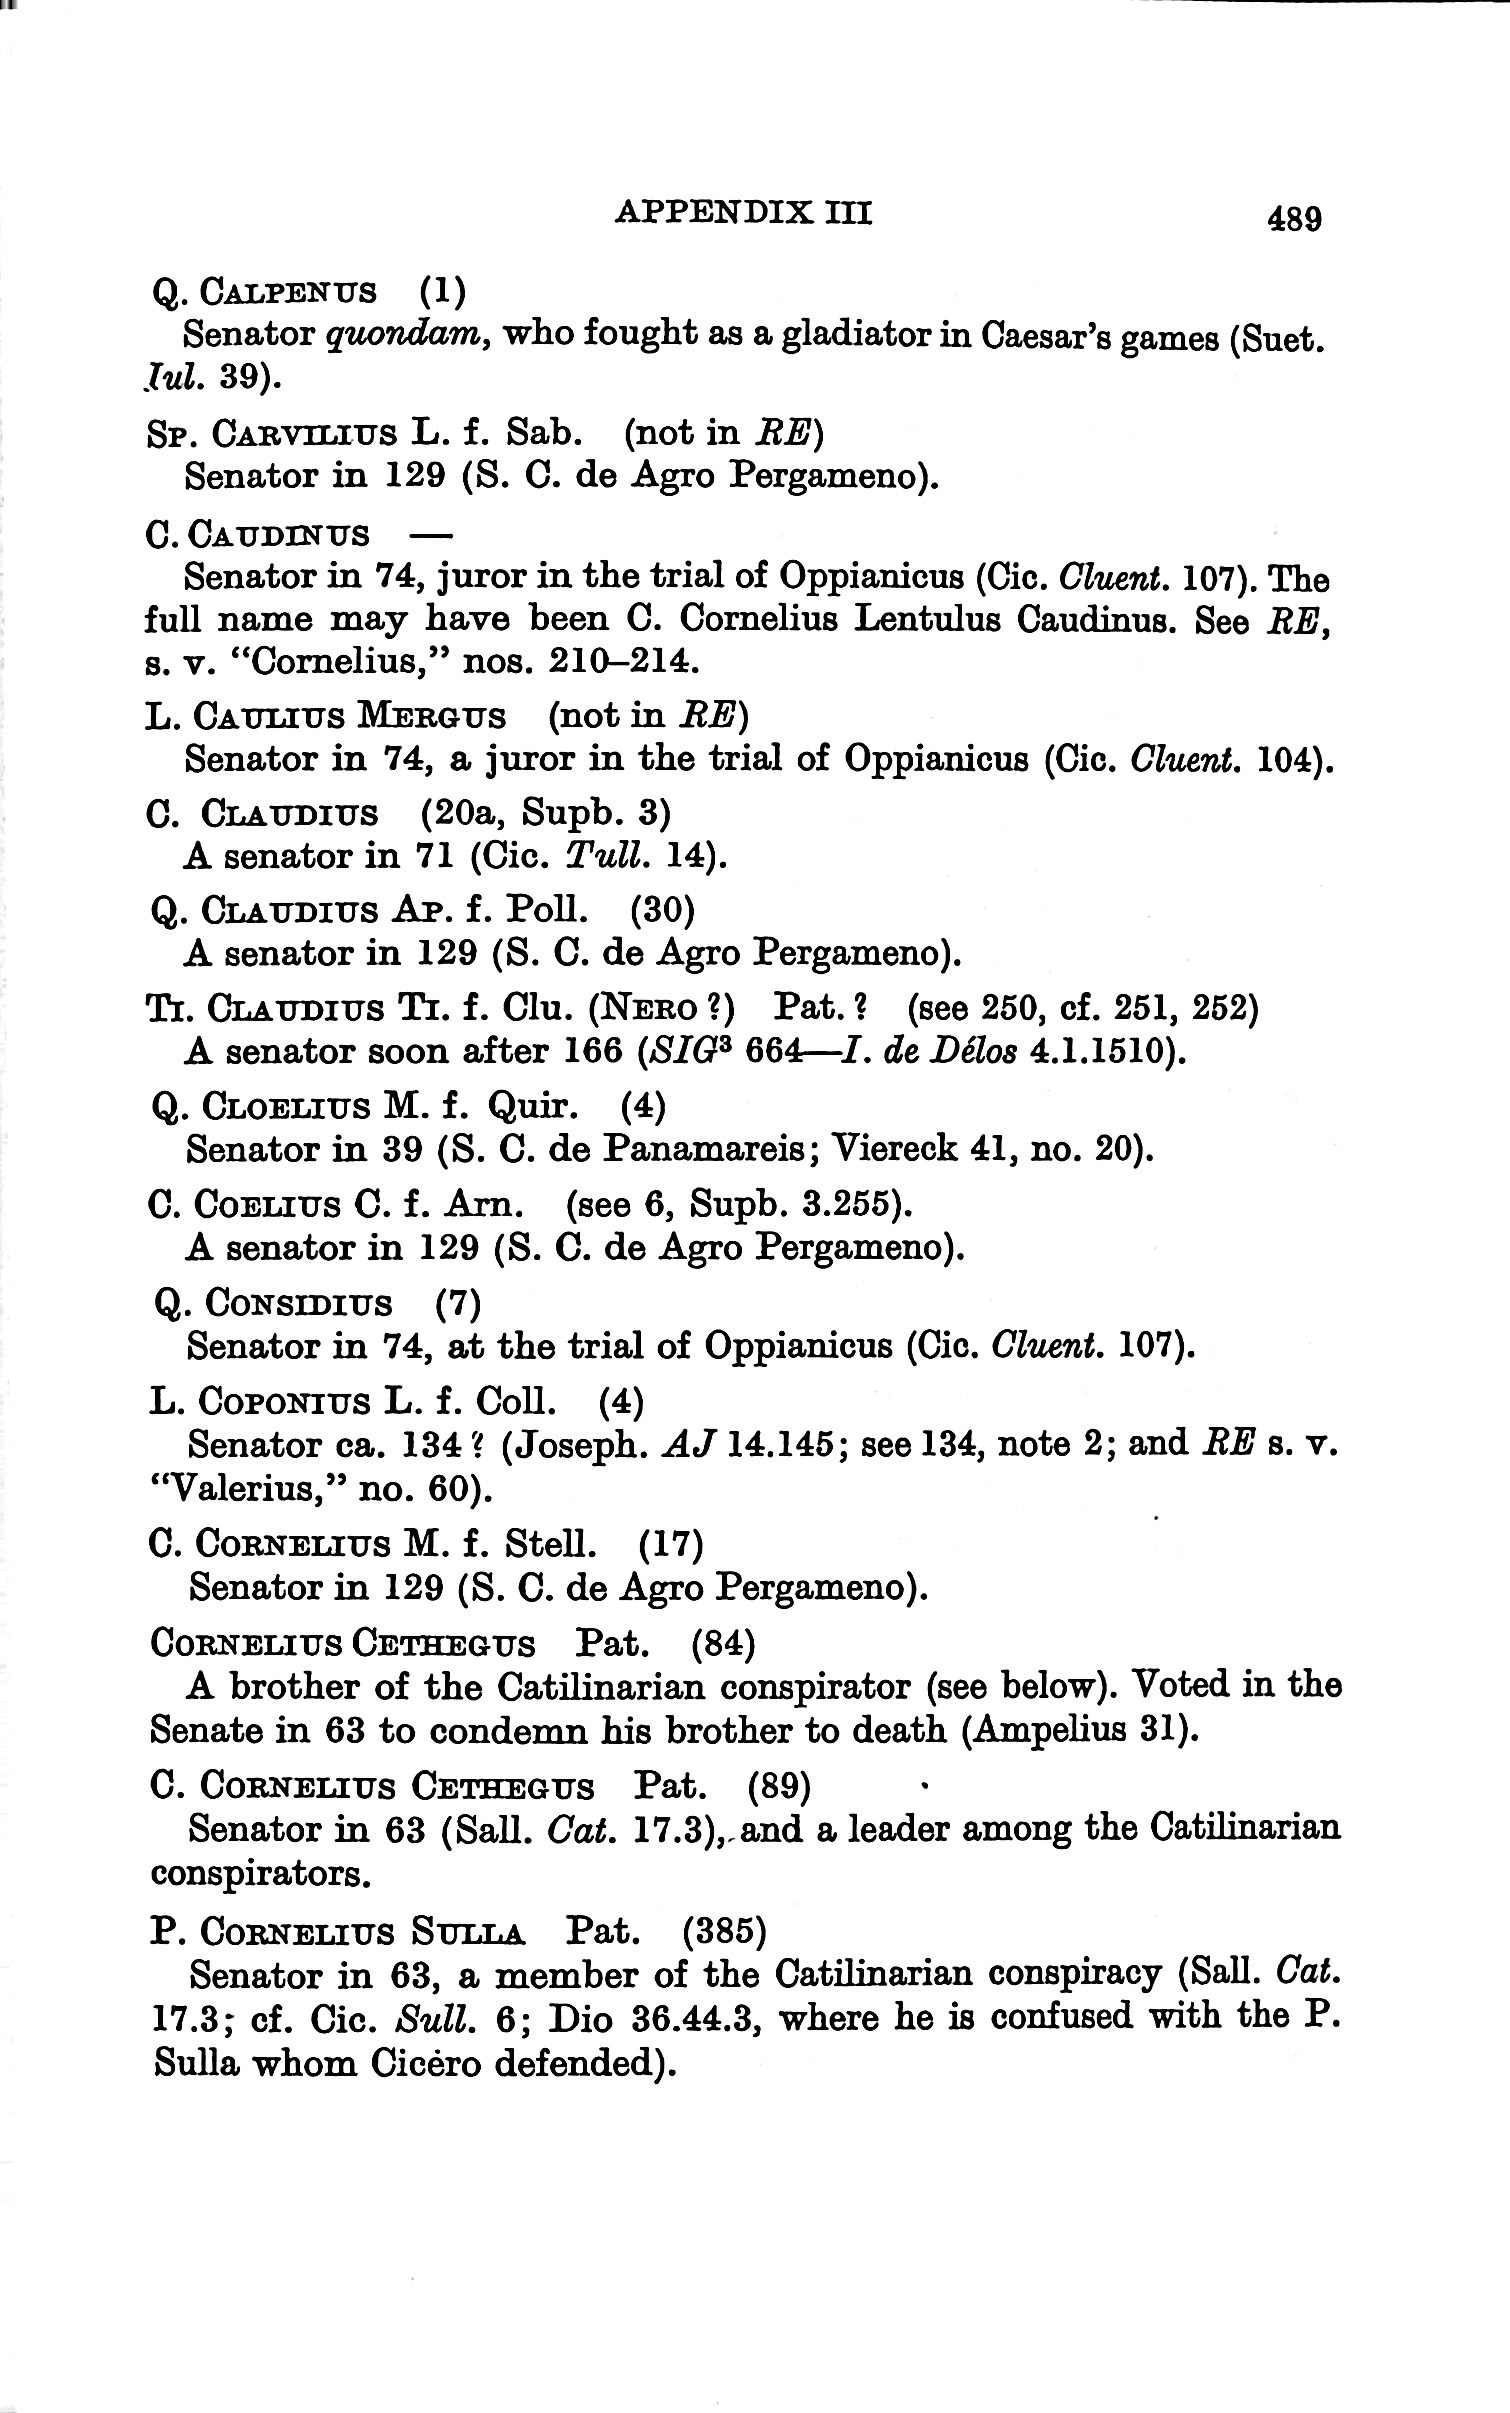 APPENDIX III 489
Q. CALPENUS (1)
Senator quondam, who fought as a gladiator in Caesar's games (Suet.
Iul. 39).
SP. CARVILIUS L. f. Sab. (not in RE)
Senator in 129 (S. C. de Agro Pergameno).
C. CAUDINUS —
Senator in 74, juror in the trial of Oppianicus (Cic. Cluent. 107). The
full name may have been C. Cornelius Lentulus Caudinus. See RE,
s. v. “Cornelius,” nos. 210–214.
L. CAULIUS MERGUS (not in RE)
Senator in 74, a juror in the trial of Oppianicus (Cic. Cluent. 104).
C. CLAUDIUS (20a, Supb. 3)
A senator in 71 (Cic. Tull. 14).
Q. CLAUDIUS AP. f. Poll. (30)
A senator in 129 (S. C. de Agro Pergameno).
TI. CLAUDIUS TI. f. Clu. (NERO ?) Pat. ? (see 250, cf. 251, 252)
A senator soon after 166 (SIG³ 664—I. de Délos 4.1.1510).
Q. CLOELIUS M. f. Quir. (4)
Senator in 39 (S. C. de Panamareis; Viereck 41, no. 20).
C. COELIUS C. f. Arn. (see 6, Supb. 3.255).
A senator in 129 (S. C. de Agro Pergameno).
Q. CONSIDIUS (7)
Senator in 74, at the trial of Oppianicus (Cic. Cluent. 107).
L. COPONIUS L. f. Coll. (4)
Senator ca. 134 ? (Joseph. AJ 14.145; see 134, note 2; and RE s. v.
“Valerius,” no. 60).
C. CORNELIUS M. f. Stell. (17)
Senator in 129 (S. C. de Agro Pergameno).
CORNELIUS CETHEGUS Pat. (84)
A brother of the Catilinarian conspirator (see below). Voted in the
Senate in 63 to condemn his brother to death (Ampelius 31).
C. CORNELIUS CETHEGUS Pat. (89)
Senator in 63 (Sall. Cat. 17.3), and a leader among the Catilinarian
conspirators.
P. CORNELIUS SULLA Pat. (385)
Senator in 63, a member of the Catilinarian conspiracy (Sall. Cat.
17.3; cf. Cic. Sull. 6; Dio 36.44.3, where he is confused with the P.
Sulla whom Cicero defended).